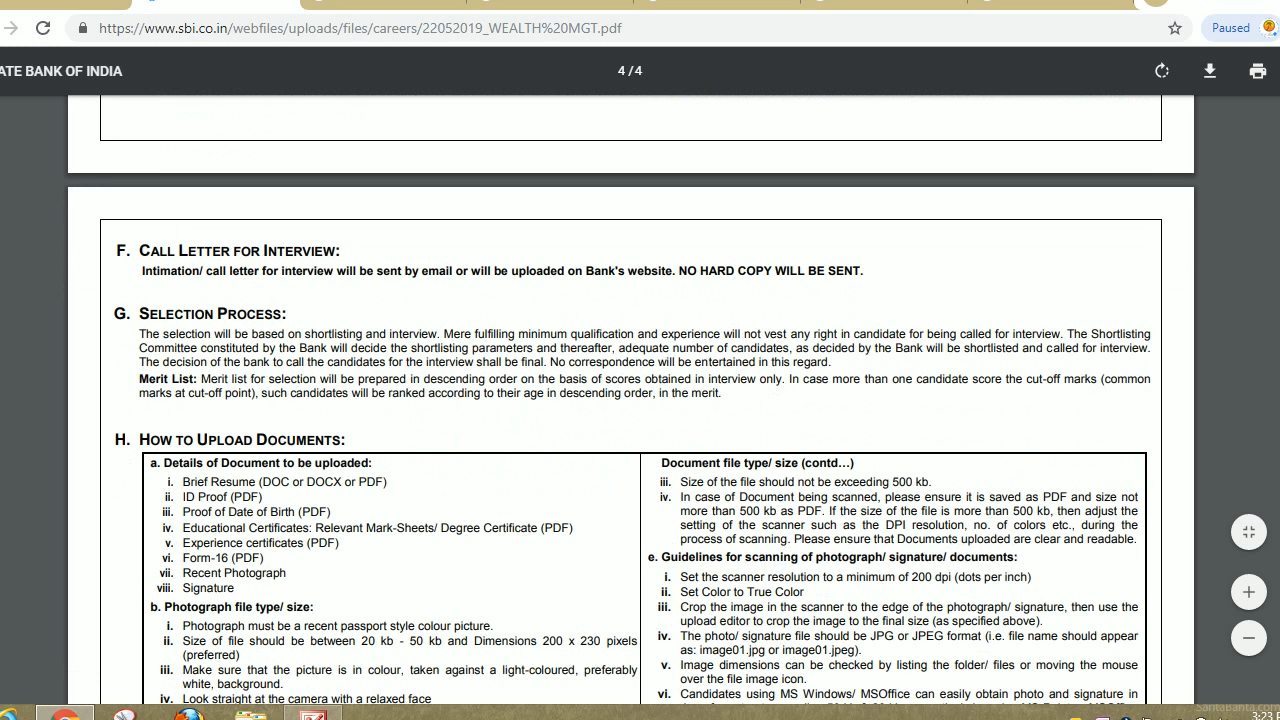 https://www.sbi.co.in/webfiles/uploads/files/careers/22052019_WEALTH%20MGT.pdf
Paused
ATE BANK OF INDIA
4 / 4
F. CALL LETTER FOR INTERVIEW:
Intimation/ call letter for interview will be sent by email or will be uploaded on Bank's website. NO HARD COPY WILL BE SENT.
G. SELECTION PROCESS:
The selection will be based on shortlisting and interview. Mere fulfilling minimum qualification and experience will not vest any right in candidate for being called for interview. The Shortlisting
Committee constituted by the Bank will decide the shortlisting parameters and thereafter, adequate number of candidates, as decided by the Bank will be shortlisted and called for interview.
The decision of the bank to call the candidates for the interview shall be final. No correspondence will be entertained in this regard.
Merit List: Merit list for selection will be prepared in descending order on the basis of scores obtained in interview only. In case more than one candidate score the cut-off marks (common
marks at cut-off point), such candidates will be ranked according to their age in descending order, in the merit.
H. HOW TO UPLOAD DOCUMENTS:
a. Details of Document to be uploaded:
i. Brief Resume (DOC or DOCX or PDF)
ii. ID Proof (PDF)
iii. Proof of Date of Birth (PDF)
iv. Educational Certificates: Relevant Mark-Sheets/ Degree Certificate (PDF)
v. Experience certificates (PDF)
vi. Form-16 (PDF)
vii. Recent Photograph
viii. Signature
b. Photograph file type/ size:
i. Photograph must be a recent passport style colour picture.
ii. Size of file should be between 20 kb - 50 kb and Dimensions 200 x 230 pixels
(preferred)
iii. Make sure that the picture is in colour, taken against a light-coloured, preferably
white, background.
iv. Look straight at the camera with a relaxed face
Document file type/ size (contd…)
iii. Size of the file should not be exceeding 500 kb.
iv. In case of Document being scanned, please ensure it is saved as PDF and size not
more than 500 kb as PDF. If the size of the file is more than 500 kb, then adjust the
setting of the scanner such as the DPI resolution, no. of colors etc., during the
process of scanning. Please ensure that Documents uploaded are clear and readable.
e. Guidelines for scanning of photograph/ signature/ documents:
i. Set the scanner resolution to a minimum of 200 dpi (dots per inch)
ii. Set Color to True Color
iii. Crop the image in the scanner to the edge of the photograph/ signature, then use the
upload editor to crop the image to the final size (as specified above).
iv. The photo/ signature file should be JPG or JPEG format (i.e. file name should appear
as: image01.jpg or image01.jpeg).
v. Image dimensions can be checked by listing the folder/ files or moving the mouse
over the file image icon.
vi. Candidates using MS Windows/ MSOffice can easily obtain photo and signature in
SantaBanta.com